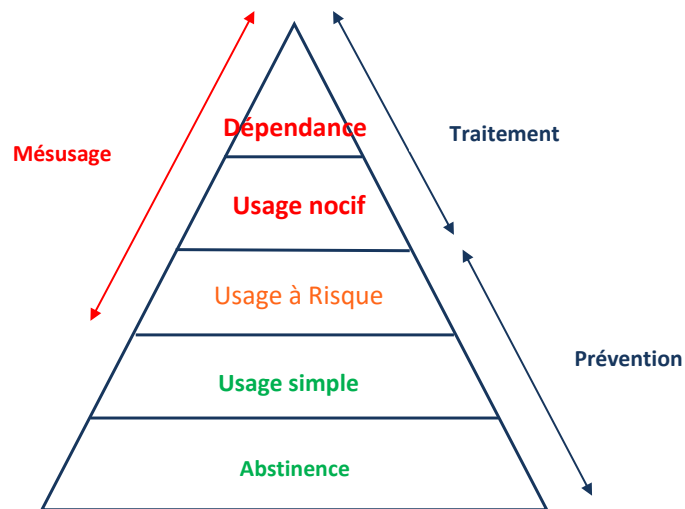 Dépendance
Traitement
Mésusage
Usage nocif
Usage à Risque
Prévention
Usage simple
Abstinence